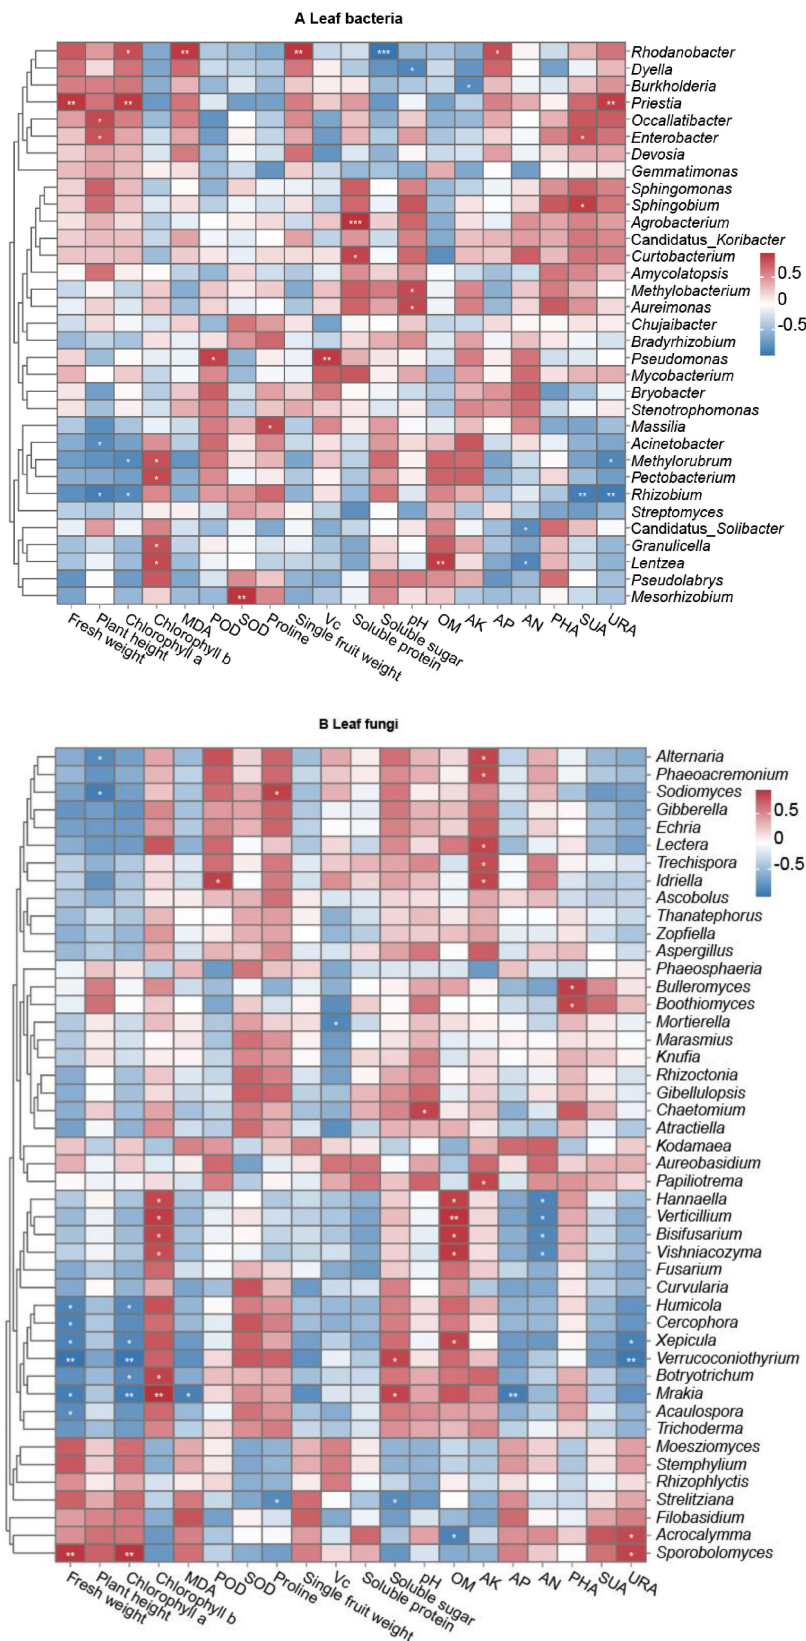 A Leaf bacteria
Rhodanobacter
Dyella
Burkholderia
Priestia
Occallatibacter
Enterobacter
Devosia
Gemmatimonas
Sphingomonas
Sphingobium
Agrobacterium
Candidatus_Koribacter
Curtobacterium
Amycolatopsis
Methylobacterium
Aureimonas
Chujaibacter
Bradyrhizobium
Pseudomonas
Mycobacterium
Bryobacter
Stenotrophomonas
Massilia
Acinetobacter
Methylorubrum
Pectobacterium
Rhizobium
Streptomyces
Candidatus_Solibacter
Granulicella
Lentzea
Pseudolabrys
Mesorhizobium
0.5
0
-0.5
Fresh weight
Plant height
Chlorophyll a
Chlorophyll b
MDA
POD
SOD
Proline
Single fruit weight
Vc
Soluble protein
Soluble sugar
pH
OM
AK
AP
AN
PHA
SUA
URA
B Leaf fungi
Alternaria
Phaeoacremonium
Sodiomyces
Gibberella
Echria
Lectera
Trechispora
Idriella
Ascobolus
Thanatephorus
Zopfiella
Aspergillus
Phaeosphaeria
Bulleromyces
Boothiomyces
Mortierella
Marasmius
Knufia
Rhizoctonia
Gibellulopsis
Chaetomium
Atractiella
Kodamaea
Aureobasidium
Papiliotrema
Hannaella
Verticillium
Bisifusarium
Vishniacozyma
Fusarium
Curvularia
Humicola
Cercophora
Xepicula
Verrucoconiothyrium
Botryotrichum
Mrakia
Acaulospora
Trichoderma
Moesziomyces
Stemphylium
Rhizophlyctis
Strelitziana
Filobasidium
Acrocalymma
Sporobolomyces
0.5
0
-0.5
Fresh weight
Plant height
Chlorophyll a
Chlorophyll b
MDA
POD
SOD
Proline
Single fruit weight
Vc
Soluble protein
Soluble sugar
pH
OM
AK
AP
AN
PHA
SUA
URA